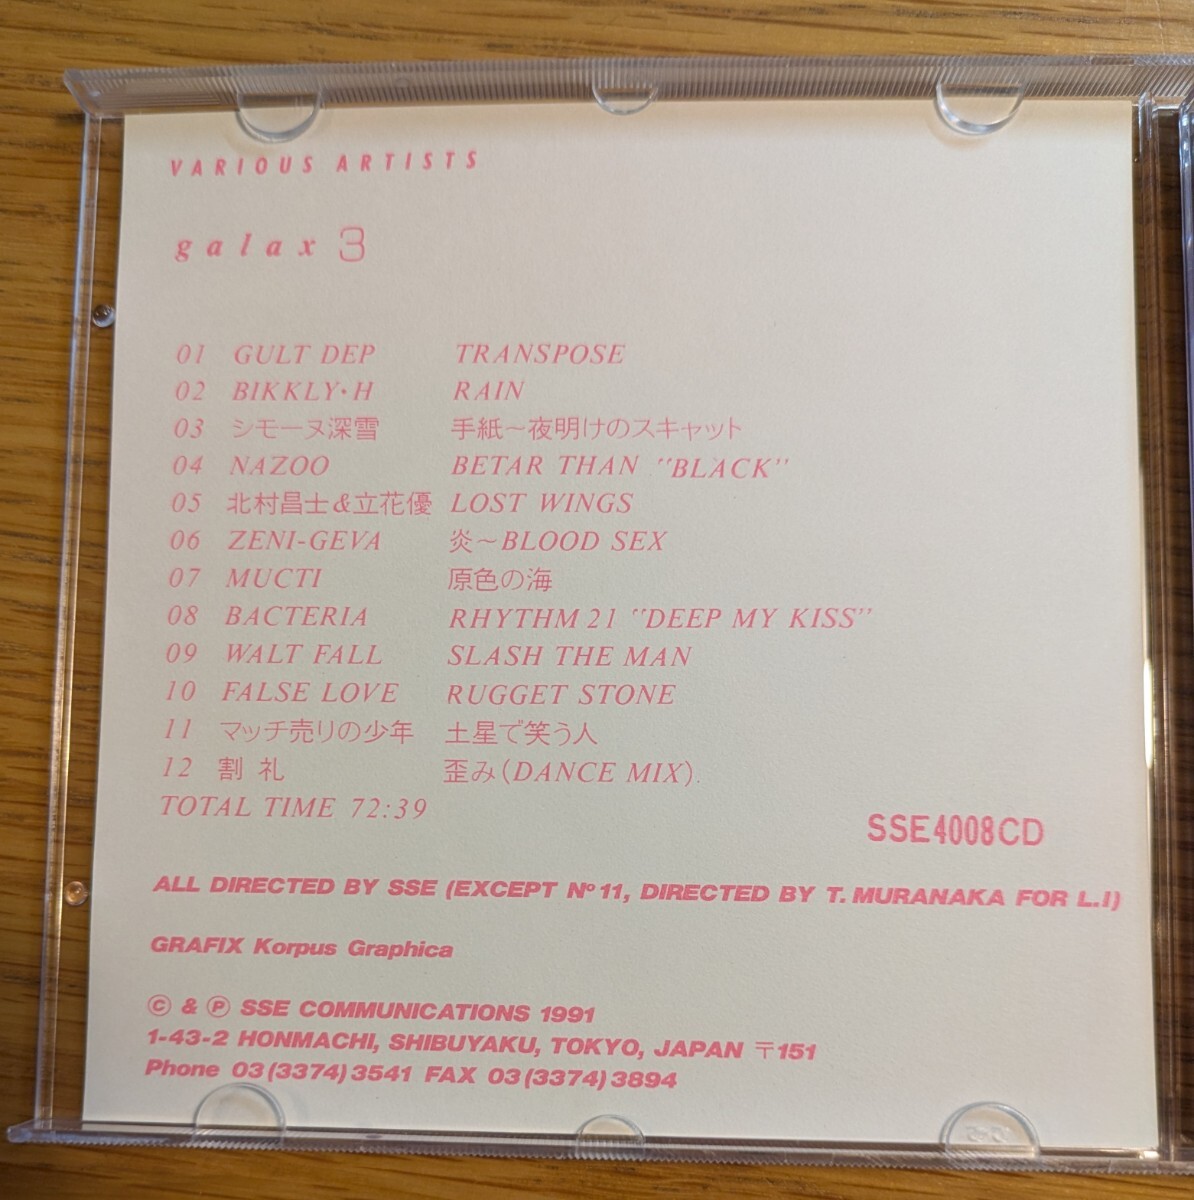 VARIOUS ARTISTS
galax 3
01 GULT DEP TRANSPOSE
02 BIKKLY・H RAIN
03 シモーヌ深雪 手紙～夜明けのスキャット
04 NAZOO BETAR THAN "BLACK"
05 北村昌士&立花優 LOST WINGS
06 ZENI-GEVA 炎～BLOOD SEX
07 MUCTI 原色の海
08 BACTERIA RHYTHM 21 "DEEP MY KISS"
09 WALT FALL SLASH THE MAN
10 FALSE LOVE RUGGET STONE
11 マッチ売りの少年 土星で笑う人
12 割礼 歪み(DANCE MIX).
TOTAL TIME 72:39
SSE4008CD
ALL DIRECTED BY SSE (EXCEPT Nº 11, DIRECTED BY T. MURANAKA FOR L.I)
GRAFIX Korpus Graphica
© & ℗ SSE COMMUNICATIONS 1991
1-43-2 HONMACHI, SHIBUYAKU, TOKYO, JAPAN 〒151
Phone 03(3374)3541 FAX 03(3374)3894